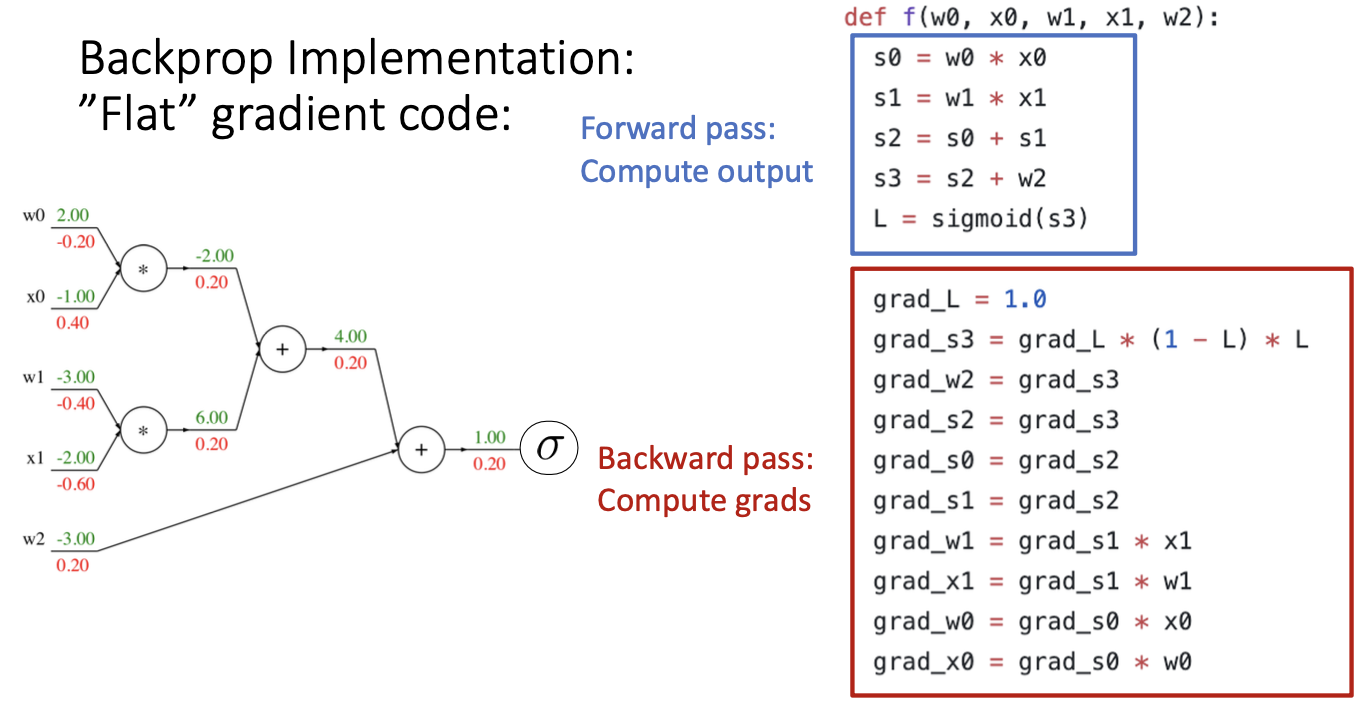 Backprop Implementation:
”Flat” gradient code:
Forward pass:
Compute output
def f(w0, x0, w1, x1, w2):
s0 = w0 * x0
s1 = w1 * x1
s2 = s0 + s1
s3 = s2 + w2
L = sigmoid(s3)
w0 2.00
-0.20
*
-2.00
0.20
x0 -1.00
0.40
+
4.00
0.20
w1 -3.00
-0.40
*
6.00
0.20
x1 -2.00
-0.60
+
1.00
0.20
σ
w2 -3.00
0.20
Backward pass:
Compute grads
grad_L = 1.0
grad_s3 = grad_L * (1 - L) * L
grad_w2 = grad_s3
grad_s2 = grad_s3
grad_s0 = grad_s2
grad_s1 = grad_s2
grad_w1 = grad_s1 * x1
grad_x1 = grad_s1 * w1
grad_w0 = grad_s0 * x0
grad_x0 = grad_s0 * w0